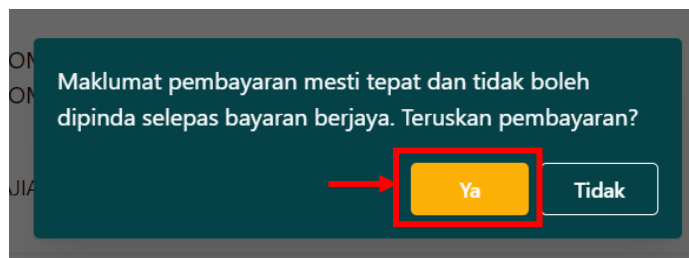 Maklumat pembayaran mesti tepat dan tidak boleh
dipinda selepas bayaran berjaya. Teruskan pembayaran?
Ya
Tidak